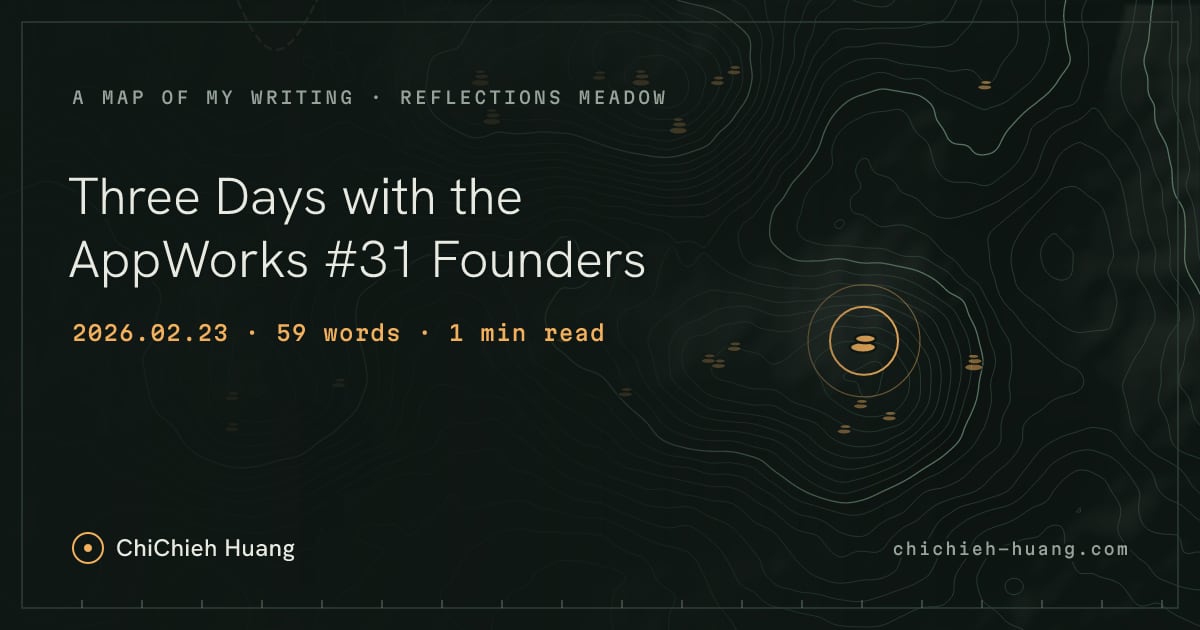 A MAP OF MY WRITING · REFLECTIONS MEADOW
Three Days with the
AppWorks #31 Founders
2026.02.23 · 59 words · 1 min read
ChiChieh Huang
chichieh-huang.com